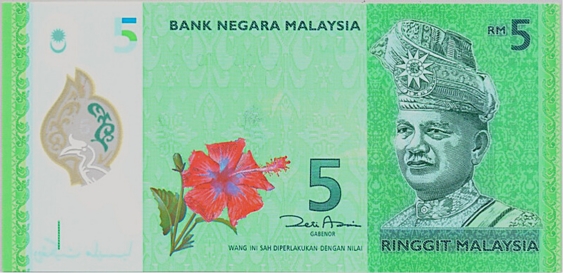 BANK NEGARA MALAYSIA
5
RM 5
5
GABENOR
WANG INI SAH DIPERLAKUKAN DENGAN NILAI
RINGGIT MALAYSIA